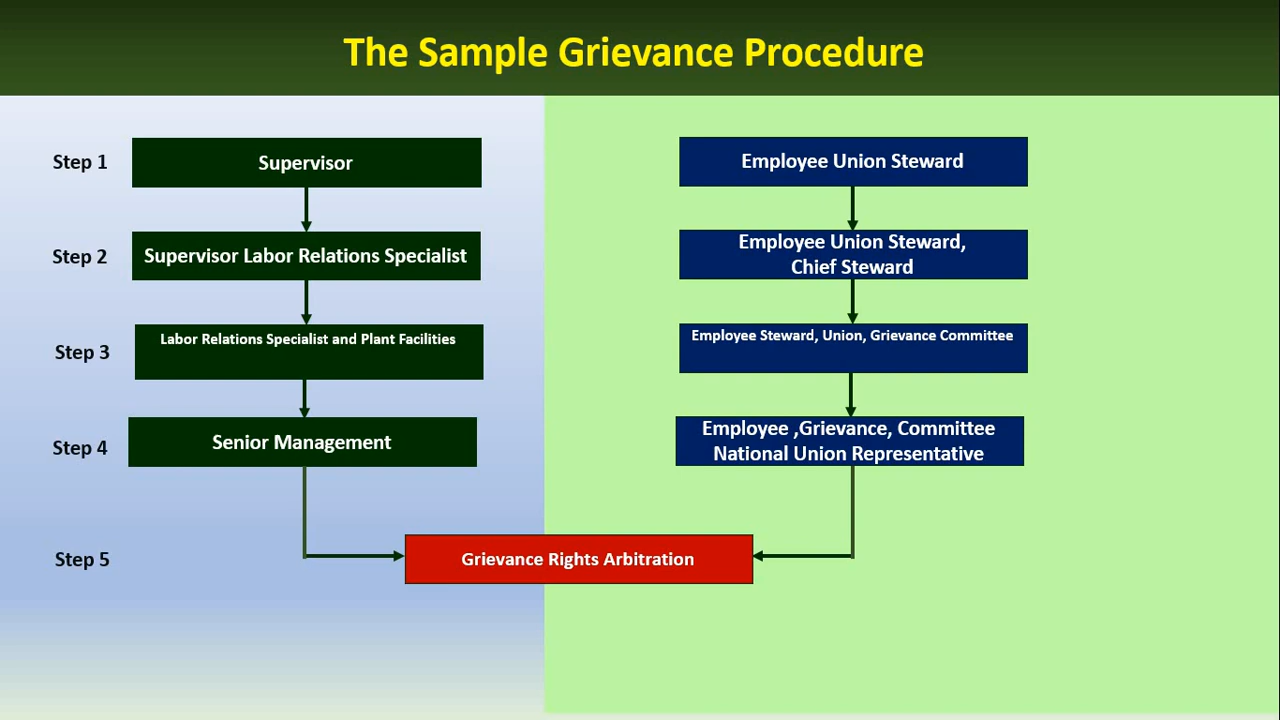 The Sample Grievance Procedure
Step 1
Supervisor
Employee Union Steward
Step 2
Supervisor Labor Relations Specialist
Employee Union Steward,
Chief Steward
Step 3
Labor Relations Specialist and Plant Facilities
Employee Steward, Union, Grievance Committee
Step 4
Senior Management
Employee ,Grievance, Committee
National Union Representative
Step 5
Grievance Rights Arbitration